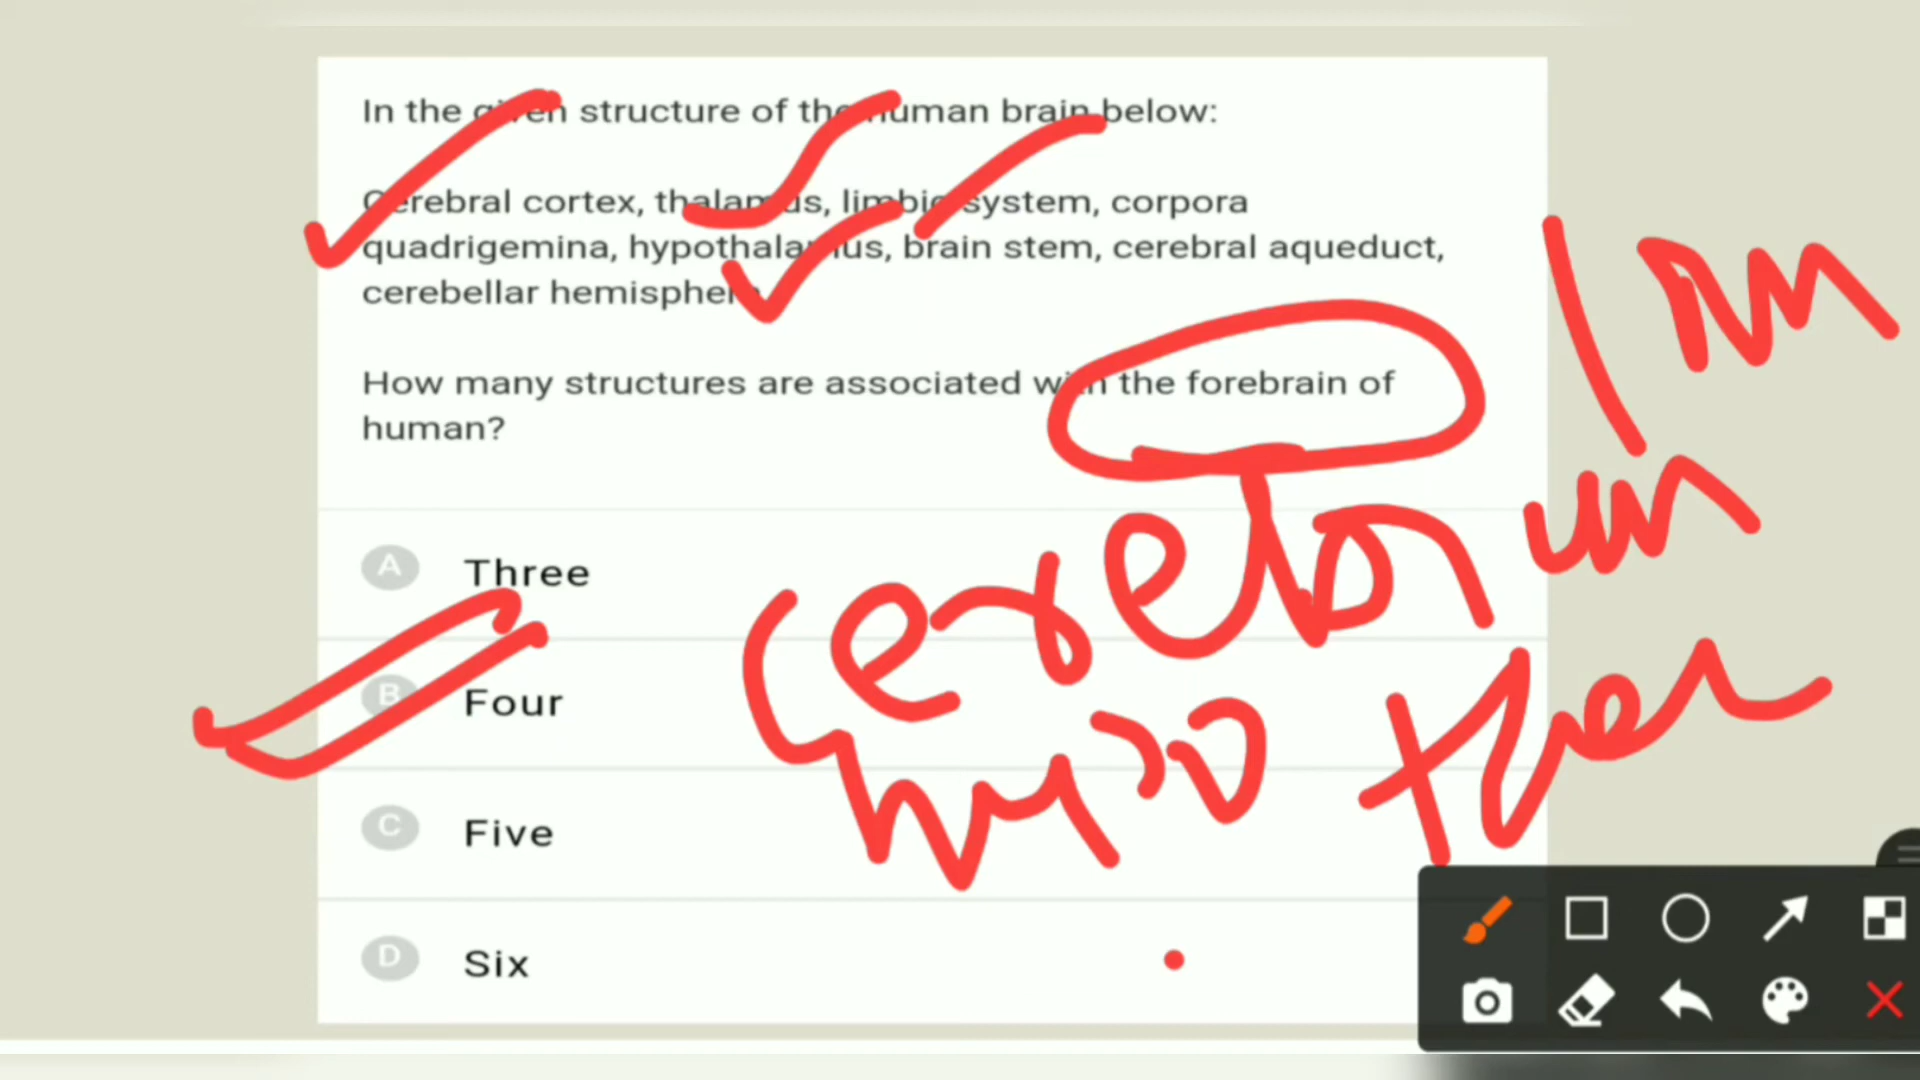 In the given structure of the human brain below:
Cerebral cortex, thalamus, limbic system, corpora
quadrigemina, hypothalamus, brain stem, cerebral aqueduct,
cerebellar hemisphere
How many structures are associated with the forebrain of
human?
A Three
B Four
C Five
D Six